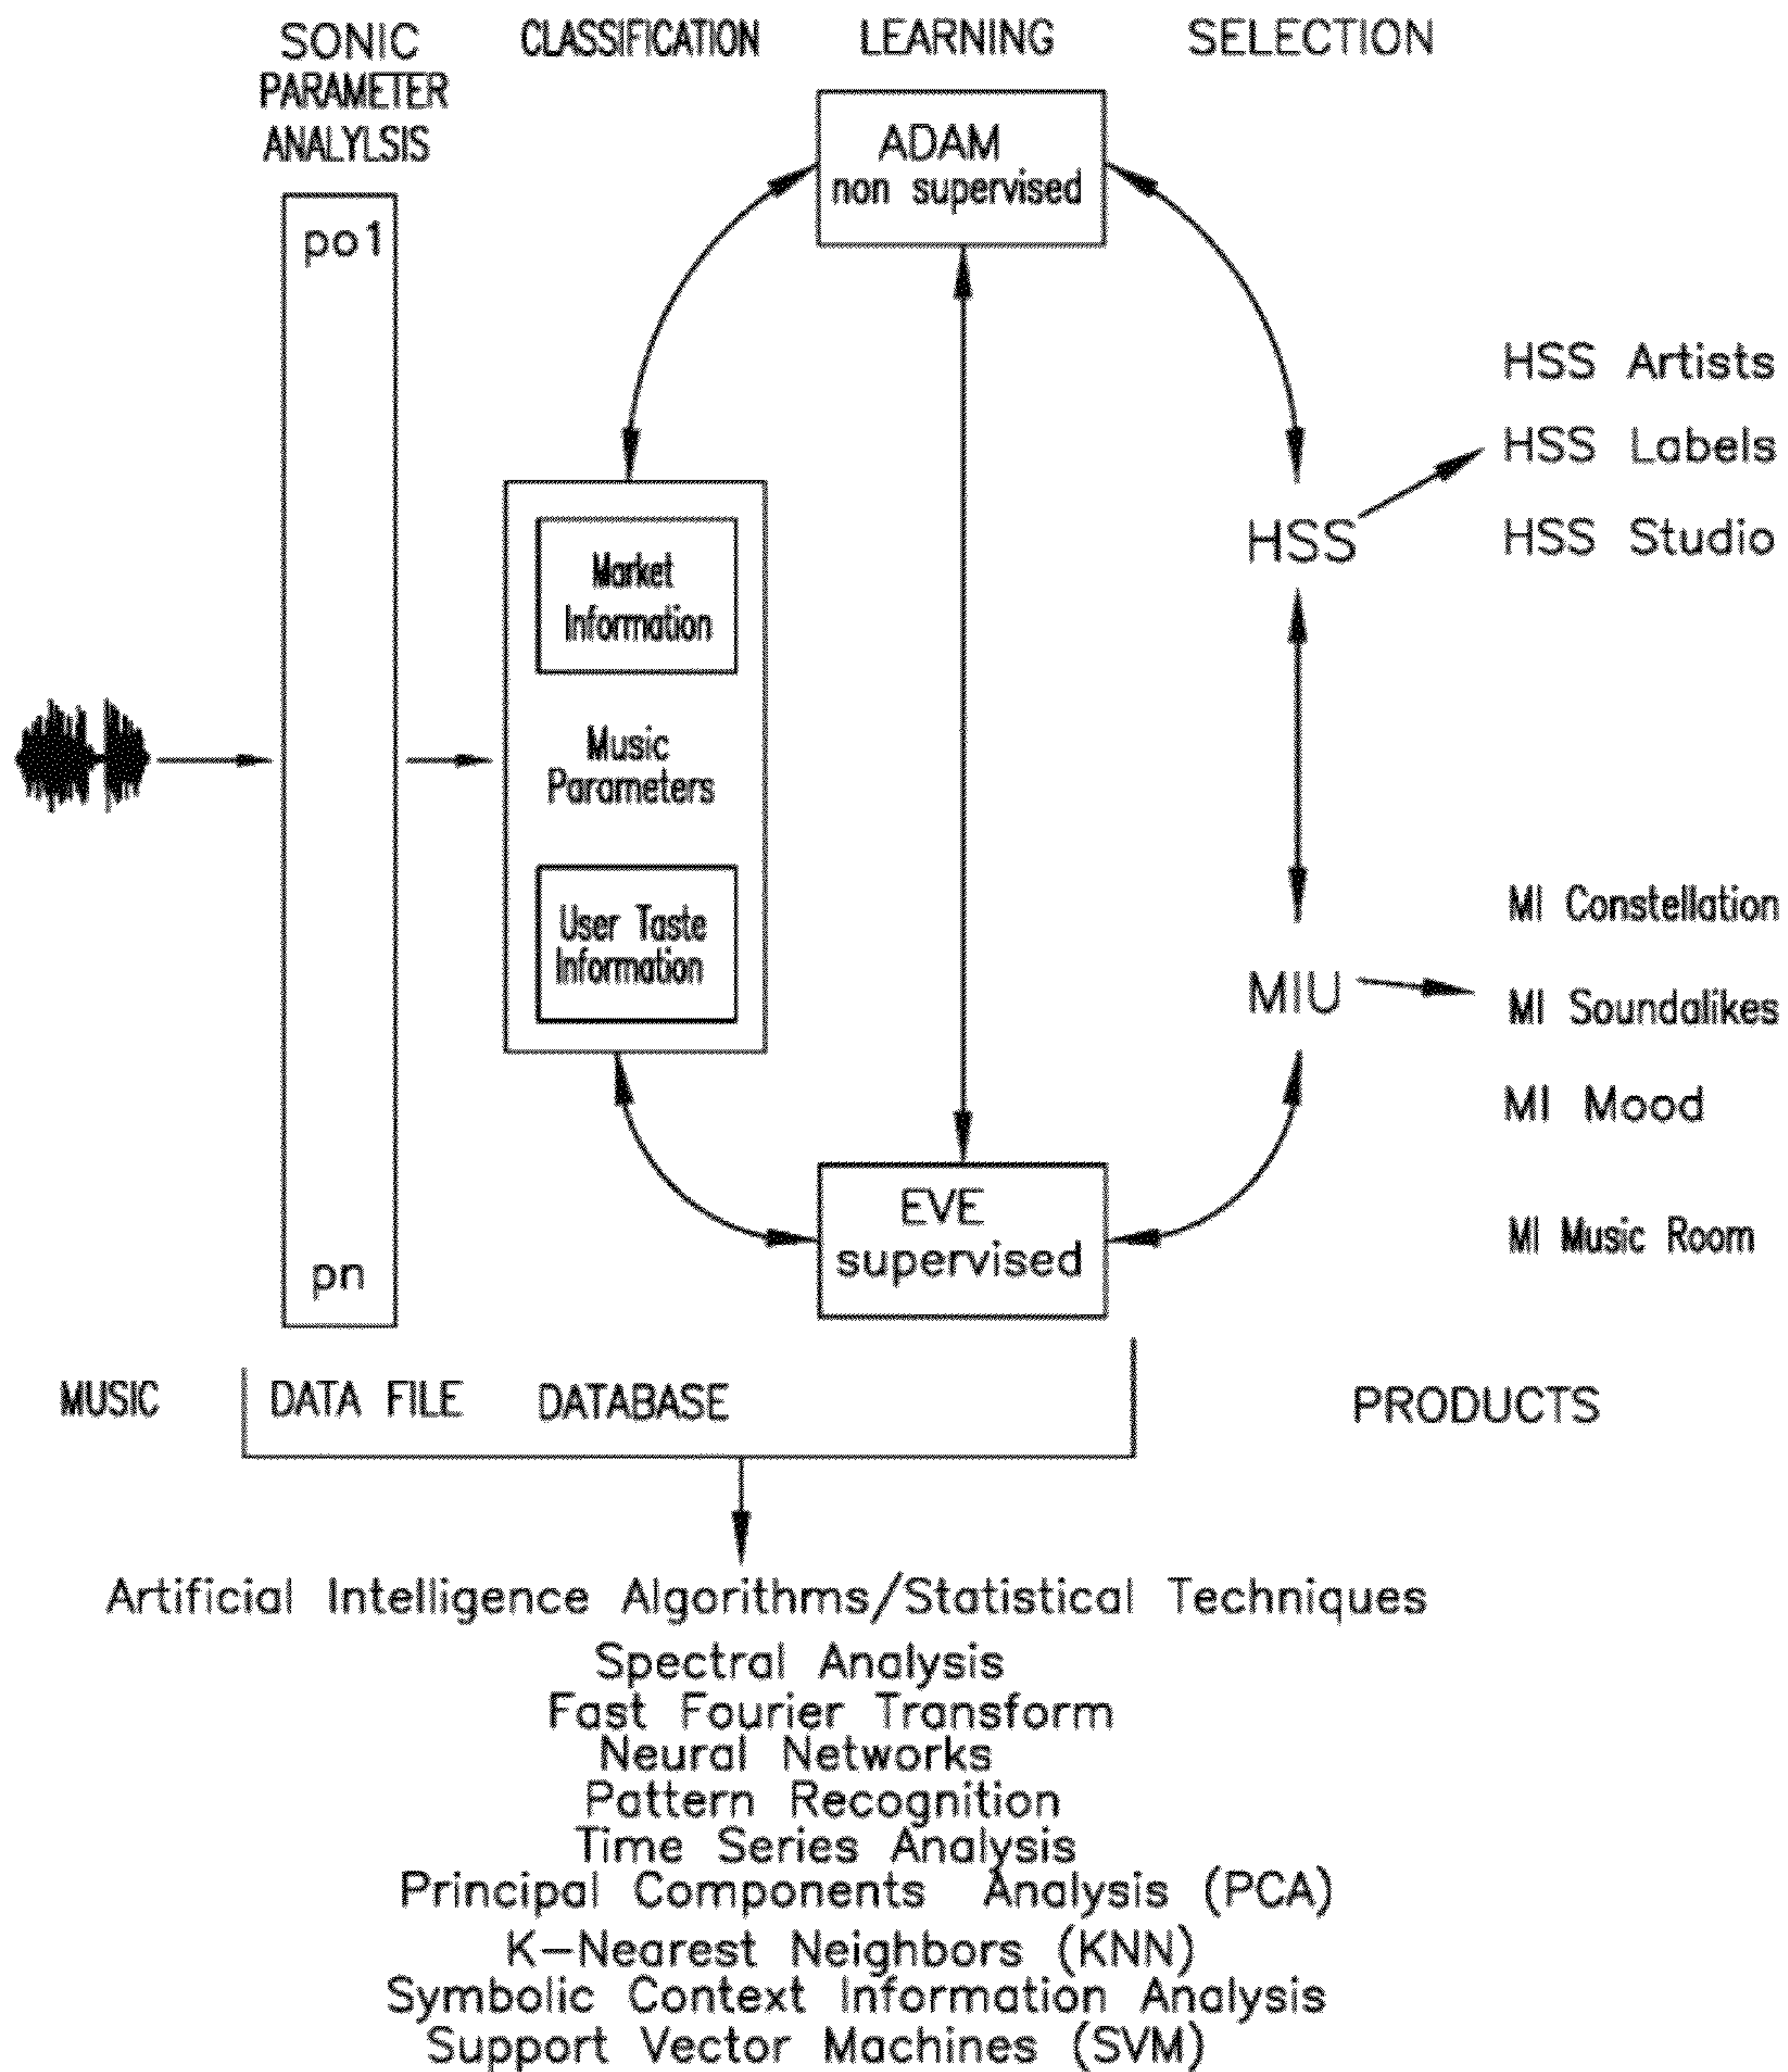 SONIC
PARAMETER
ANALYLSIS
CLASSIFICATION
LEARNING
SELECTION
ADAM
non supervised
po1
pn
Market
Information
Music
Parameters
User Taste
Information
EVE
supervised
HSS
HSS Artists
HSS Labels
HSS Studio
MIU
MI Constellation
MI Soundalikes
MI Mood
MI Music Room
MUSIC
DATA FILE
DATABASE
PRODUCTS
Artificial Intelligence Algorithms/Statistical Techniques
Spectral Analysis
Fast Fourier Transform
Neural Networks
Pattern Recognition
Time Series Analysis
Principal Components Analysis (PCA)
K-Nearest Neighbors (KNN)
Symbolic Context Information Analysis
Support Vector Machines (SVM)